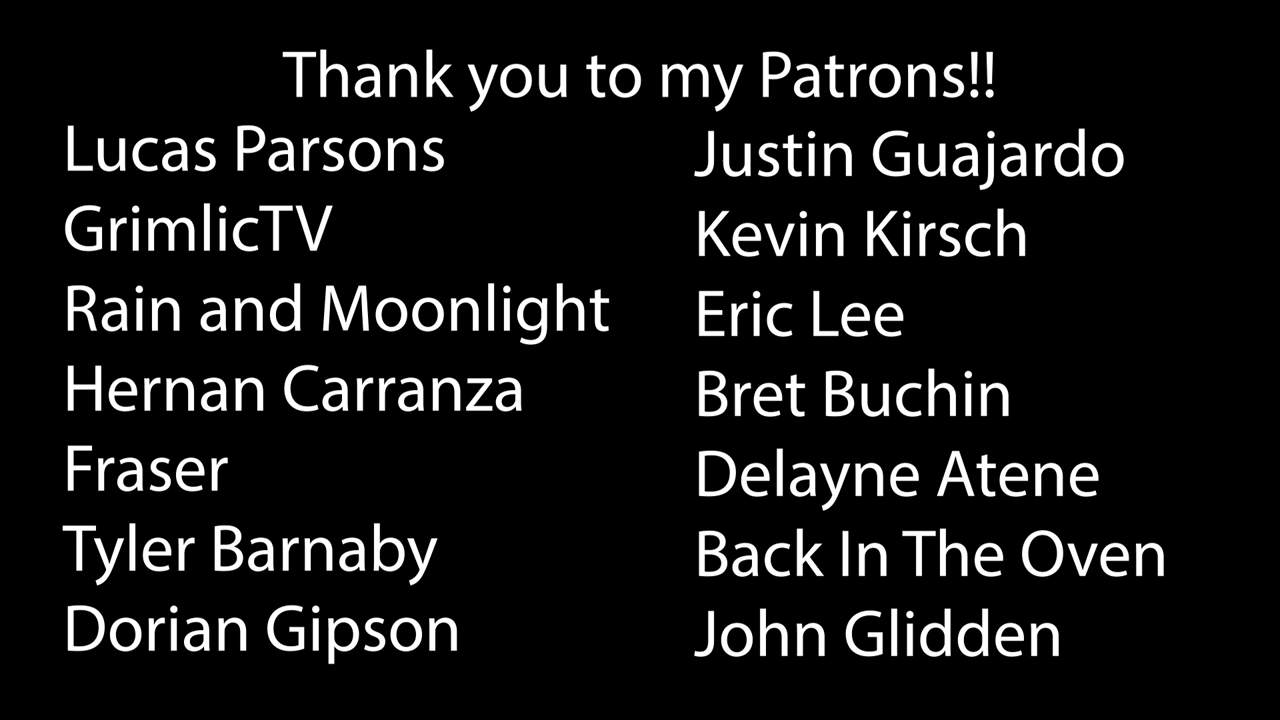 Thank you to my Patrons!!
Lucas Parsons
GrimlicTV
Rain and Moonlight
Hernan Carranza
Fraser
Tyler Barnaby
Dorian Gipson
Justin Guajardo
Kevin Kirsch
Eric Lee
Bret Buchin
Delayne Atene
Back In The Oven
John Glidden